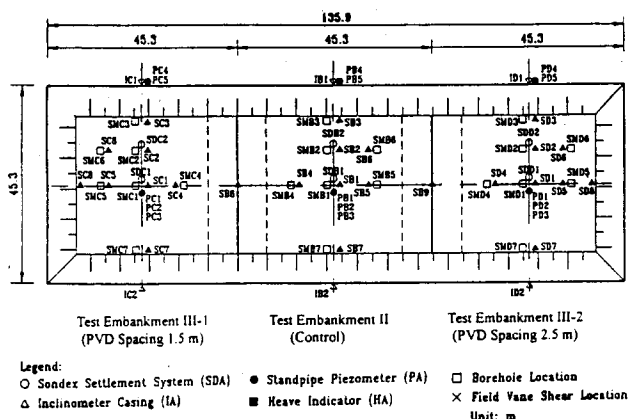 135.9
45.3 45.3 45.3
PC4 PB4 PD4
IC1 PC5 IB1 PB5 ID1 PD5
SMC3 SC3 SMB3 SB3 SMD3 SD3
SDC2 SDB2 SDD2
SC6 SMB2 SB2 SMB6 SMD2 SD2 SMD6
SMC6 SMC2 SC2 SB6 SD6
SDC1 SDB1 SDD1
SC8 SC1 SMC4 SB4 SB1 SMB5 SD4 SD1 SD5
SMC5 SMC1 SC4 SB8 SMB4 SMB1 SB5 SB9 SMD4 SMD1
45.3
PC1 PB1 PD1
PC2 PB2 PD2
PC3 PB3 PD3
SMC7 SC7 SMB7 SB7 SMD7 SD7
IC2 IB2 ID2
Test Embankment III-1 Test Embankment II Test Embankment III-2
(PVD Spacing 1.5 m) (Control) (PVD Spacing 2.5 m)
Legend:
Sondex Settlement System (SDA) Standpipe Piezometer (PA) Borehole Location
Inclinometer Casing (IA) Heave Indicator (HA) Field Vane Shear Location
Unit: m